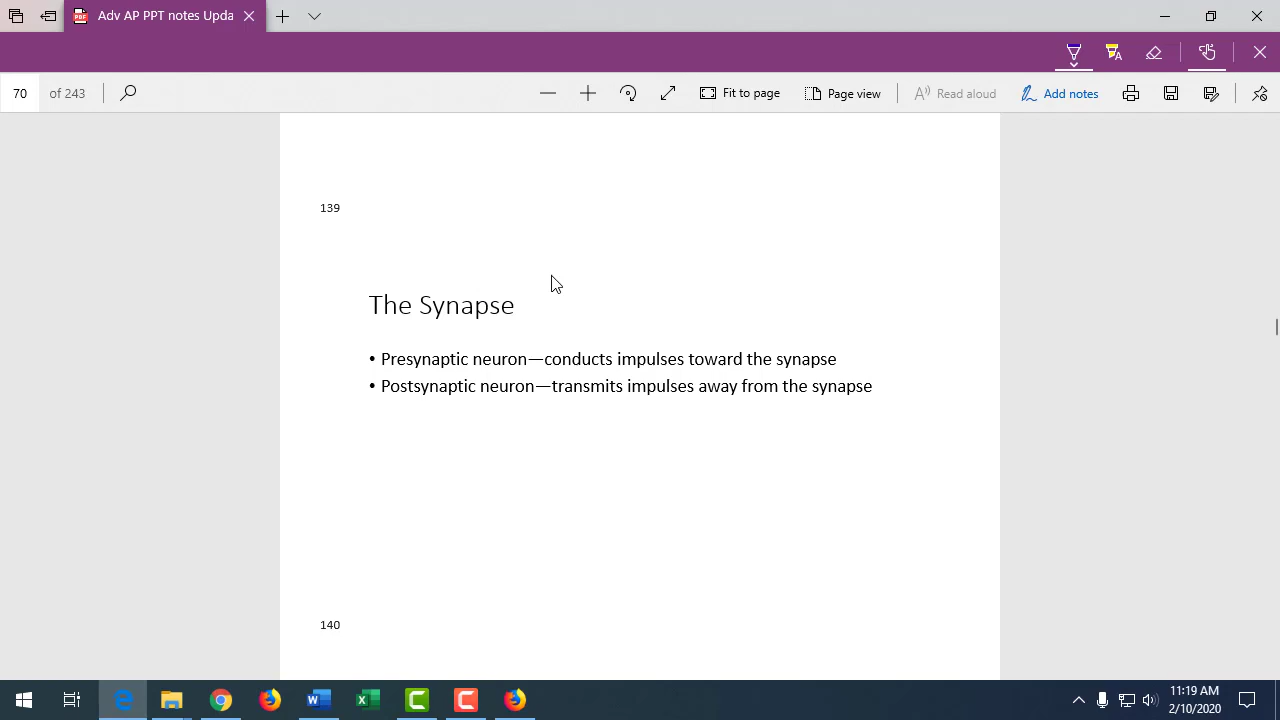 Adv AP PPT notes Upda
70 of 243
Fit to page
Page view
Read aloud
Add notes
139
The Synapse
• Presynaptic neuron—conducts impulses toward the synapse
• Postsynaptic neuron—transmits impulses away from the synapse
140
11:19 AM
2/10/2020